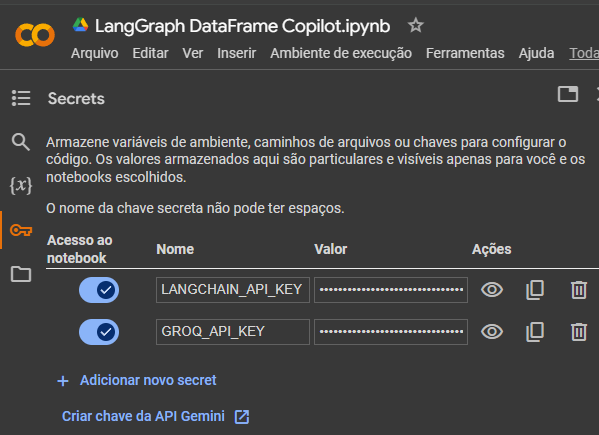 LangGraph DataFrame Copilot.ipynb
Arquivo Editar Ver Inserir Ambiente de execução Ferramentas Ajuda Toda
Secrets
Armazene variáveis de ambiente, caminhos de arquivos ou chaves para configurar o
código. Os valores armazenados aqui são particulares e visíveis apenas para você e os
notebooks escolhidos.
O nome da chave secreta não pode ter espaços.
Acesso ao
notebook
Nome Valor Ações
LANGCHAIN_API_KEY ••••••••••••••••••••••••••••••
GROQ_API_KEY ••••••••••••••••••••••••••••••
+ Adicionar novo secret
Criar chave da API Gemini